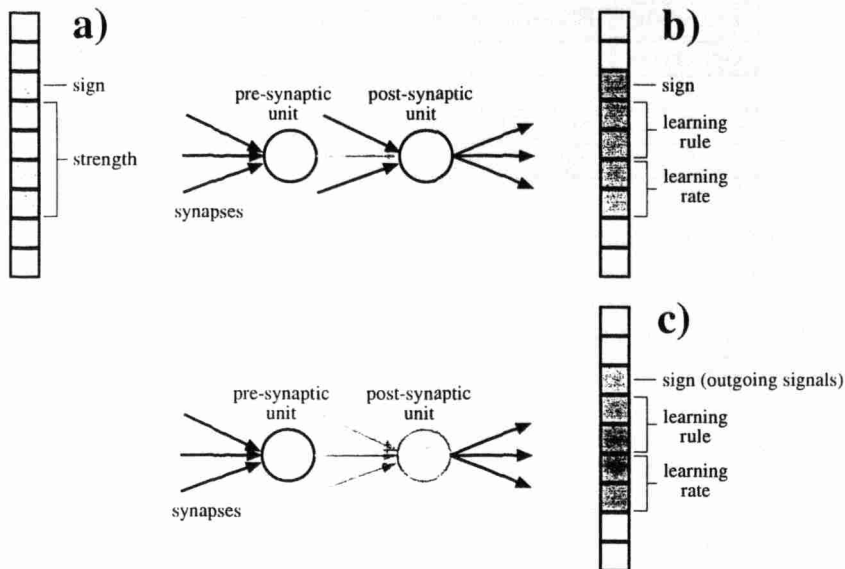 a)
sign
strength
pre-synaptic
unit
post-synaptic
unit
synapses
b)
sign
learning
rule
learning
rate
c)
sign (outgoing signals)
learning
rule
learning
rate
pre-synaptic
unit
post-synaptic
unit
synapses